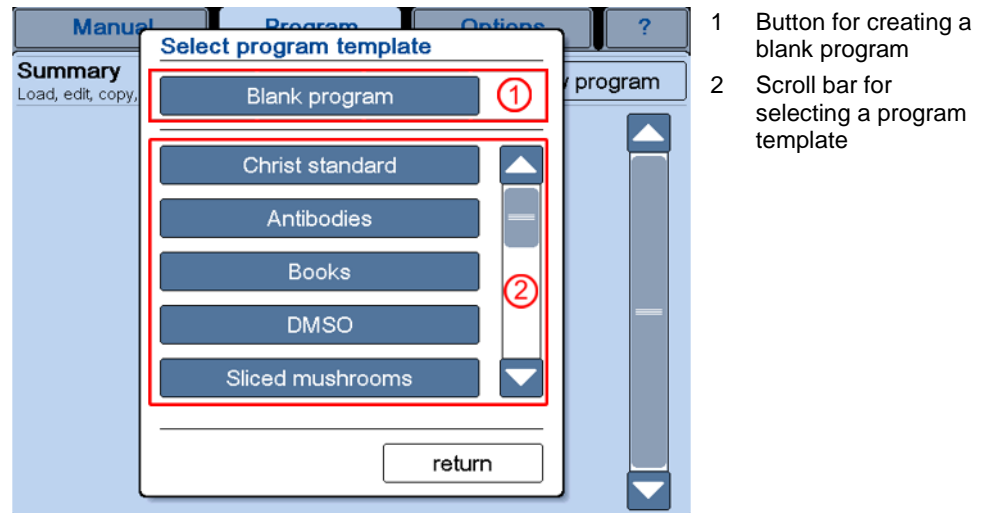 Manual Program Options ?
Select program template
Summary
Load, edit, copy,
program
Blank program 1
Christ standard
Antibodies
Books
2
DMSO
Sliced mushrooms
return
1 Button for creating a
blank program
2 Scroll bar for
selecting a program
template